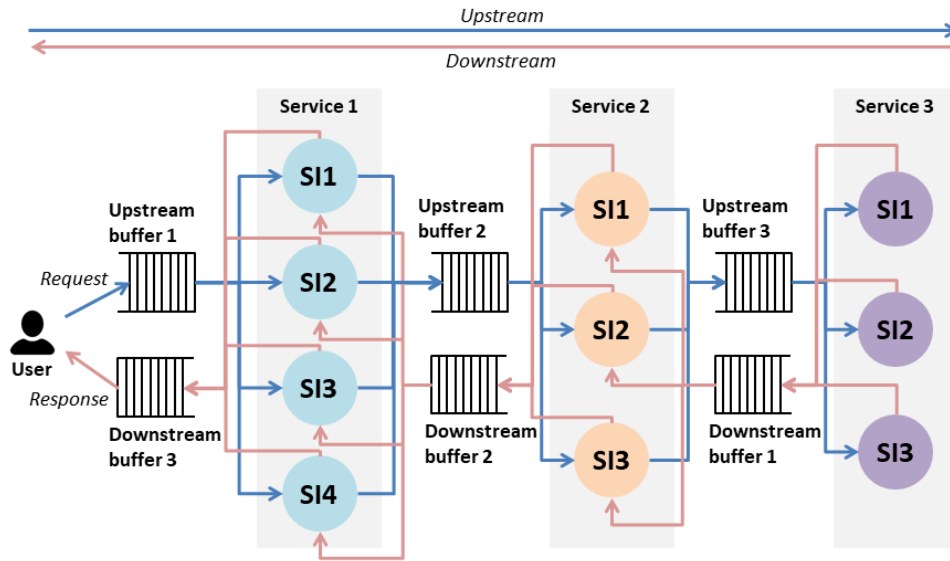 Upstream
Downstream
Service 1
Service 2
Service 3
SI1
SI1
SI1
Upstream
buffer 1
Upstream
buffer 2
Upstream
buffer 3
Request
SI2
SI2
SI2
User
Response
SI3
Downstream
buffer 3
Downstream
buffer 2
Downstream
buffer 1
SI3
SI3
SI4